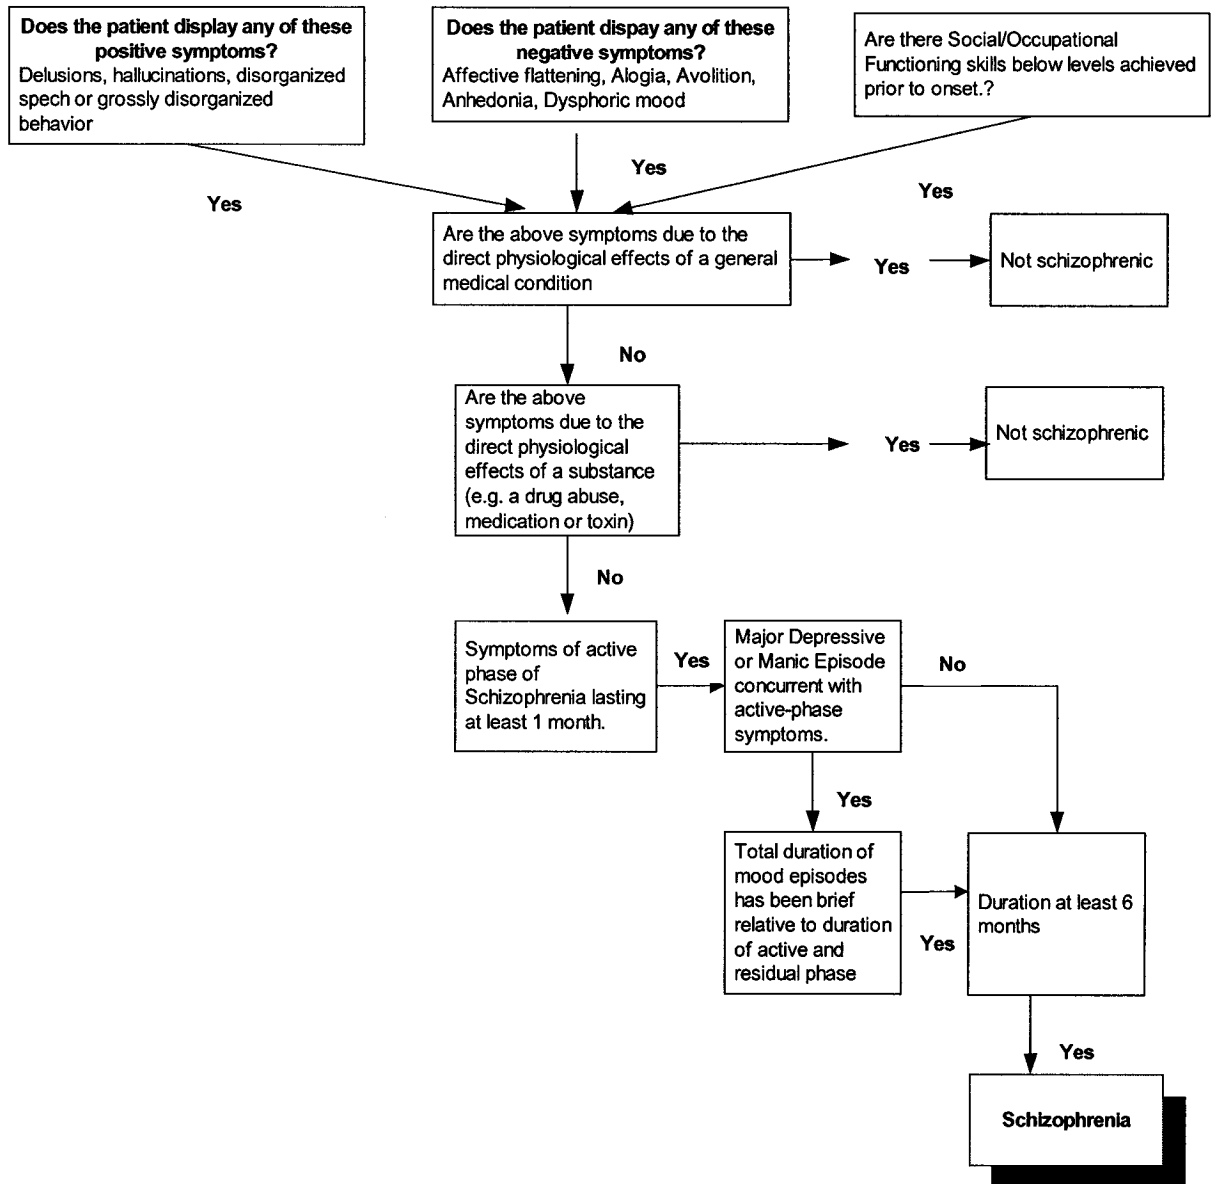 Does the patient display any of these
positive symptoms?
Delusions, hallucinations, disorganized
spech or grossly disorganized
behavior
Does the patient dispay any of these
negative symptoms?
Affective flattening, Alogia, Avolition,
Anhedonia, Dysphoric mood
Are there Social/Occupational
Functioning skills below levels achieved
prior to onset.?
Yes
Yes
Yes
Are the above symptoms due to the
direct physiological effects of a general
medical condition
Yes
Not schizophrenic
No
Are the above
symptoms due to the
direct physiological
effects of a substance
(e.g. a drug abuse,
medication or toxin)
Yes
Not schizophrenic
No
Symptoms of active
phase of
Schizophrenia lasting
at least 1 month.
Yes
Major Depressive
or Manic Episode
concurrent with
active-phase
symptoms.
No
Yes
Total duration of
mood episodes
has been brief
relative to duration
of active and
residual phase
Yes
Duration at least 6
months
Yes
Schizophrenia